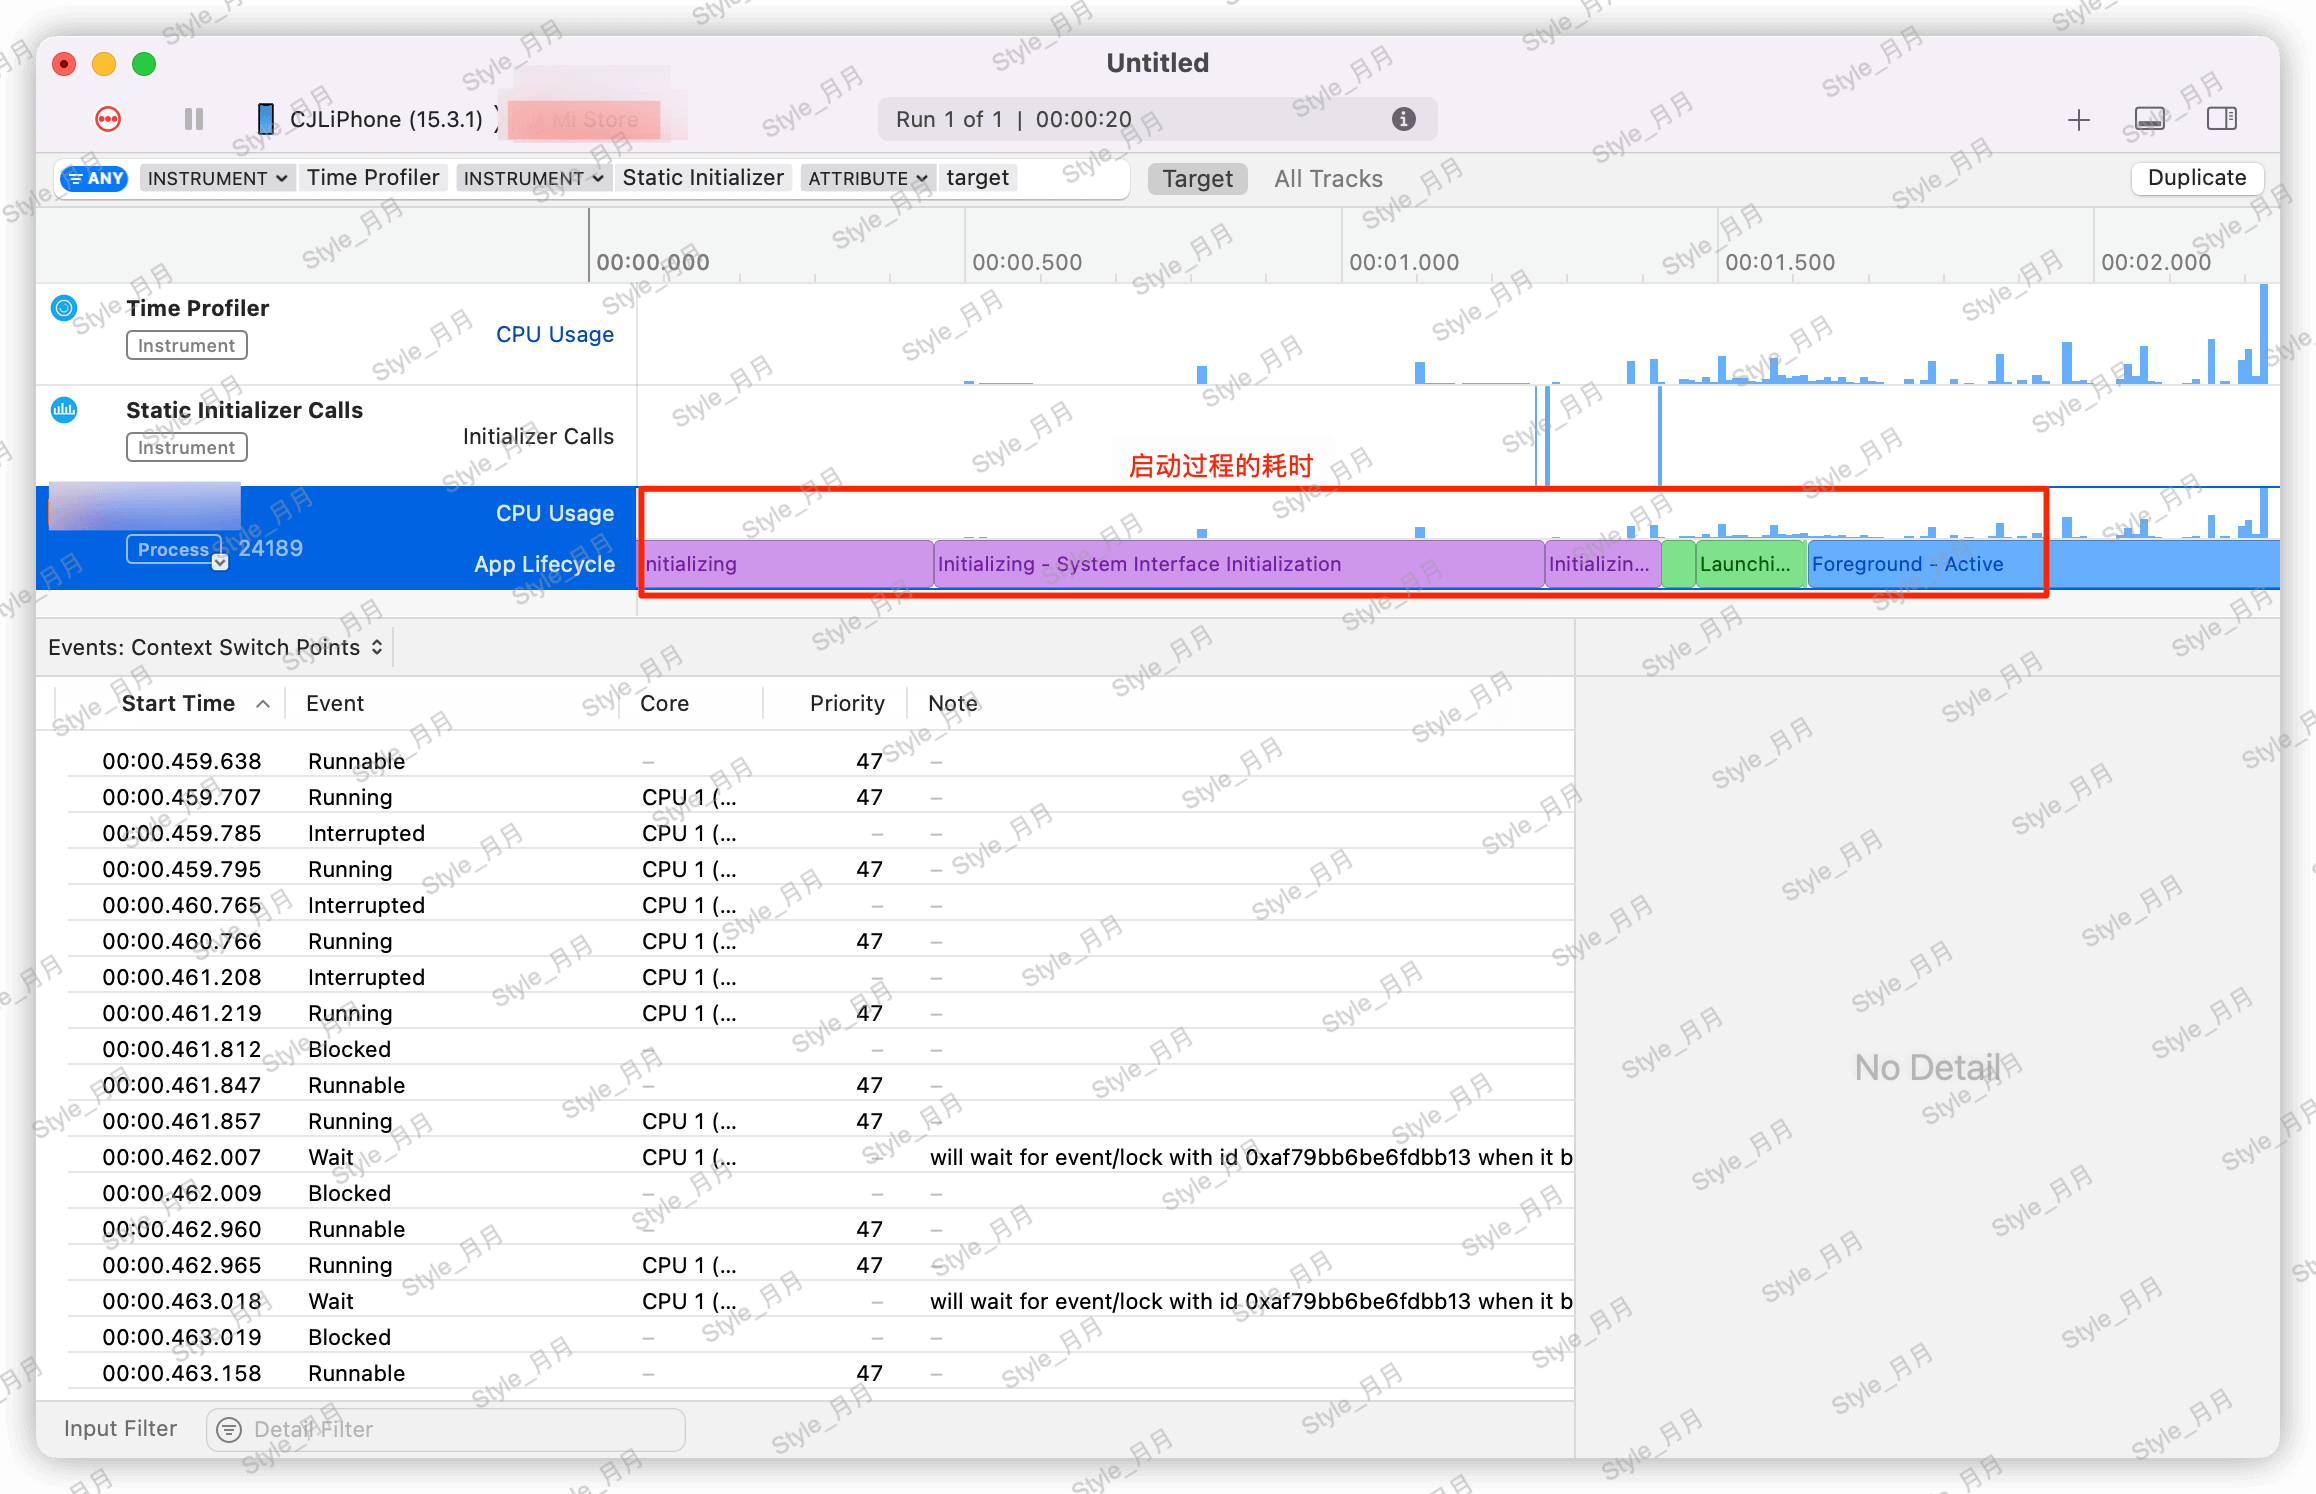 Untitled
CJLiPhone (15.3.1) Mi Store
Run 1 of 1 | 00:00:20
ANY INSTRUMENT Time Profiler INSTRUMENT Static Initializer ATTRIBUTE target Target All Tracks Duplicate
00:00.000 00:00.500 00:01.000 00:01.500 00:02.000
Time Profiler
Instrument
CPU Usage
Static Initializer Calls
Instrument
Initializer Calls
启动过程的耗时
CPU Usage
Process 24189
App Lifecycle
nitializing Initializing - System Interface Initialization Initializin... Launchi... Foreground - Active
Events: Context Switch Points
Start Time Event Core Priority Note
00:00.459.638 Runnable – 47 –
00:00.459.707 Running CPU 1 (... 47 –
00:00.459.785 Interrupted CPU 1 (... – –
00:00.459.795 Running CPU 1 (... 47 –
00:00.460.765 Interrupted CPU 1 (... – –
00:00.460.766 Running CPU 1 (... 47 –
00:00.461.208 Interrupted CPU 1 (... – –
00:00.461.219 Running CPU 1 (... 47 –
00:00.461.812 Blocked – – –
00:00.461.847 Runnable – 47 –
00:00.461.857 Running CPU 1 (... 47 –
00:00.462.007 Wait CPU 1 (... – will wait for event/lock with id 0xaf79bb6be6fdbb13 when it b
00:00.462.009 Blocked – – –
00:00.462.960 Runnable – 47 –
00:00.462.965 Running CPU 1 (... 47 –
00:00.463.018 Wait CPU 1 (... – will wait for event/lock with id 0xaf79bb6be6fdbb13 when it b
00:00.463.019 Blocked – – –
00:00.463.158 Runnable – 47 –
No Detail
Input Filter Detail Filter
Style_月月